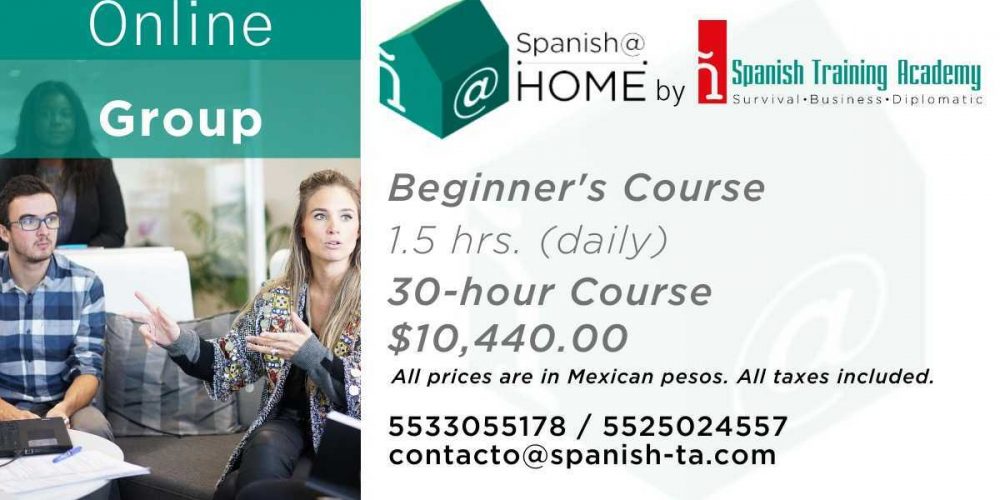 Online
Group
Spanish@
HOME by
ñ Spanish Training Academy
Survival•Business•Diplomatic
ñ @
Beginner's Course
1.5 hrs. (daily)
30-hour Course
$10,440.00
All prices are in Mexican pesos. All taxes included.
5533055178 / 5525024557
contacto@spanish-ta.com
@